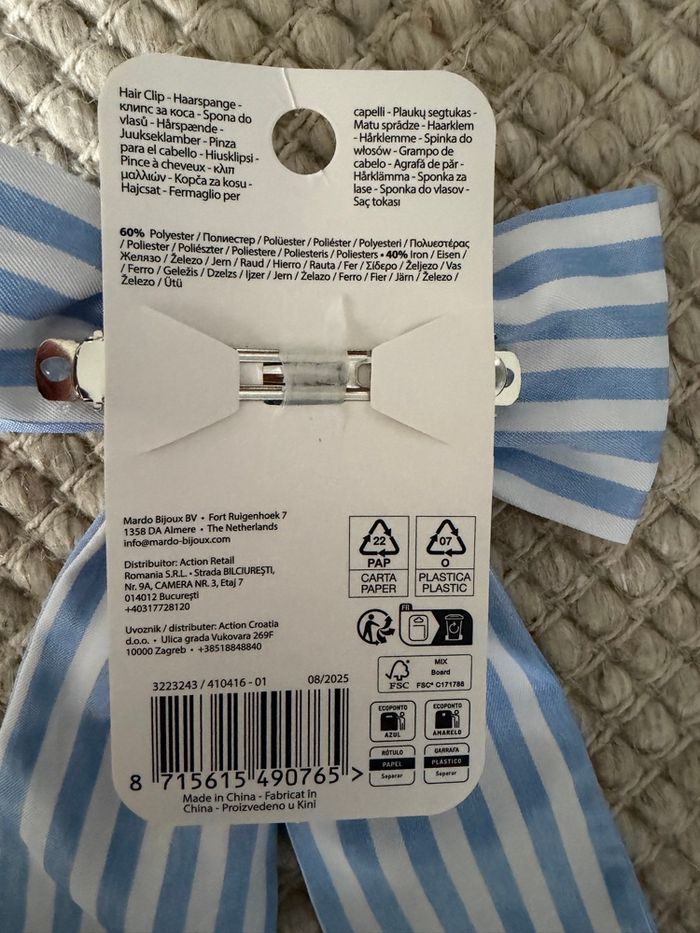 Hair Clip - Haarspange -
клипс за коса - Spona do
vlasů - Hårspænde -
Juukseklamber - Pinza
para el cabello - Hiusklipsi -
Pince à cheveux - κλιπ
μαλλιών - Kopča za kosu -
Hajcsat - Fermaglio per
capelli - Plaukų segtukas -
Matu sprādze - Haarklem
- Hårklemme - Spinka do
włosów - Grampo de
cabelo - Agrafă de păr -
Hårklämma - Sponka za
lase - Sponka do vlasov -
Saç tokası
60% Polyester / Полиестер / Polüester / Poliéster / Polyesteri / Πολυεστέρας
/ Poliester / Poliészter / Poliestere / Poliesteris / Poliesters • 40% Iron / Eisen /
Желязо / Železo / Jern / Raud / Hierro / Rauta / Fer / Σίδερο / Željezo / Vas
/ Ferro / Geležis / Dzelzs / Ijzer / Jern / Żelazo / Ferro / Fier / Järn / Železo /
Železo / Ütü
Mardo Bijoux BV • Fort Ruigenhoek 7
1358 DA Almere • The Netherlands
info@mardo-bijoux.com
Distribuitor: Action Retail
Romania S.R.L. • Strada BILCIUREȘTI,
Nr. 9A, CAMERA NR. 3, Etaj 7
014012 București
+40317728120
Uvoznik / distributer: Action Croatia
d.o.o. • Ulica grada Vukovara 269F
10000 Zagreb • +38518848840
22
PAP
CARTA
PAPER
07
O
PLASTICA
PLASTIC
FR
FSC
MIX
Board
FSC® C171788
ECOPONTO
AZUL
RÓTULO
PAPEL
Separar
ECOPONTO
AMARELO
GARRAFA
PLÁSTICO
Separar
3223243 / 410416 - 01 08/2025
8 715615 490765 >
Made in China - Fabricat în
China - Proizvedeno u Kini